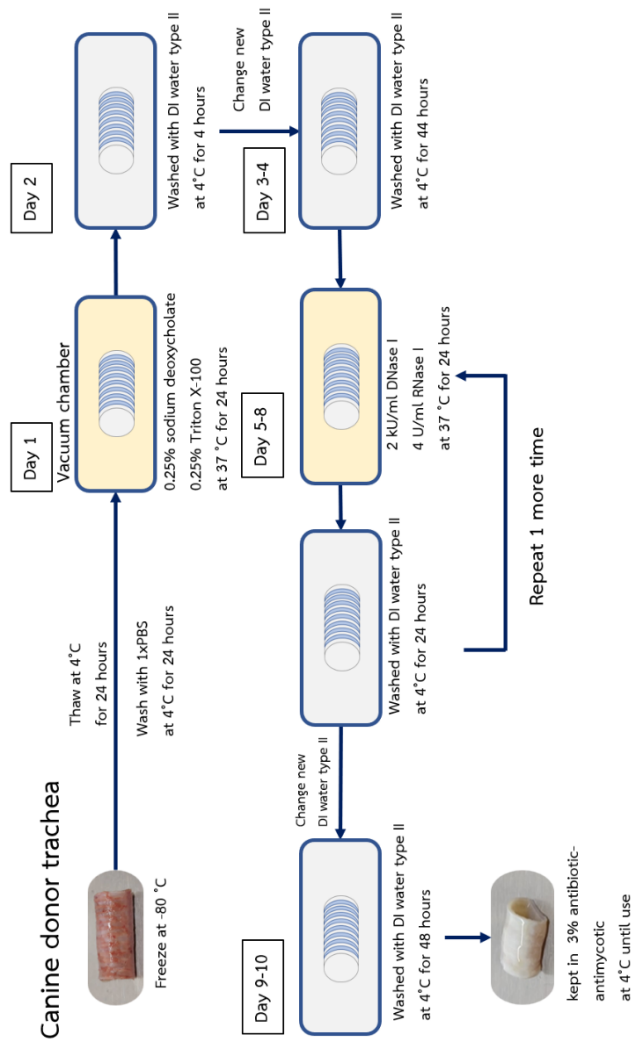 Canine donor trachea
Freeze at -80 ˚C
Thaw at 4˚C
for 24 hours
Wash with 1xPBS
at 4˚C for 24 hours
Day 1
Vacuum chamber
0.25% sodium deoxycholate
0.25% Triton X-100
at 37 ˚C for 24 hours
Day 2
Washed with DI water type II
at 4˚C for 4 hours
Change new
DI water type II
Day 3-4
Washed with DI water type II
at 4˚C for 44 hours
Day 5-8
2 kU/ml DNase I
4 U/ml RNase I
at 37 ˚C for 24 hours
Washed with DI water type II
at 4˚C for 24 hours
Repeat 1 more time
Change new
DI water type II
Day 9-10
Washed with DI water type II
at 4˚C for 48 hours
kept in 3% antibiotic-
antimycotic
at 4˚C until use